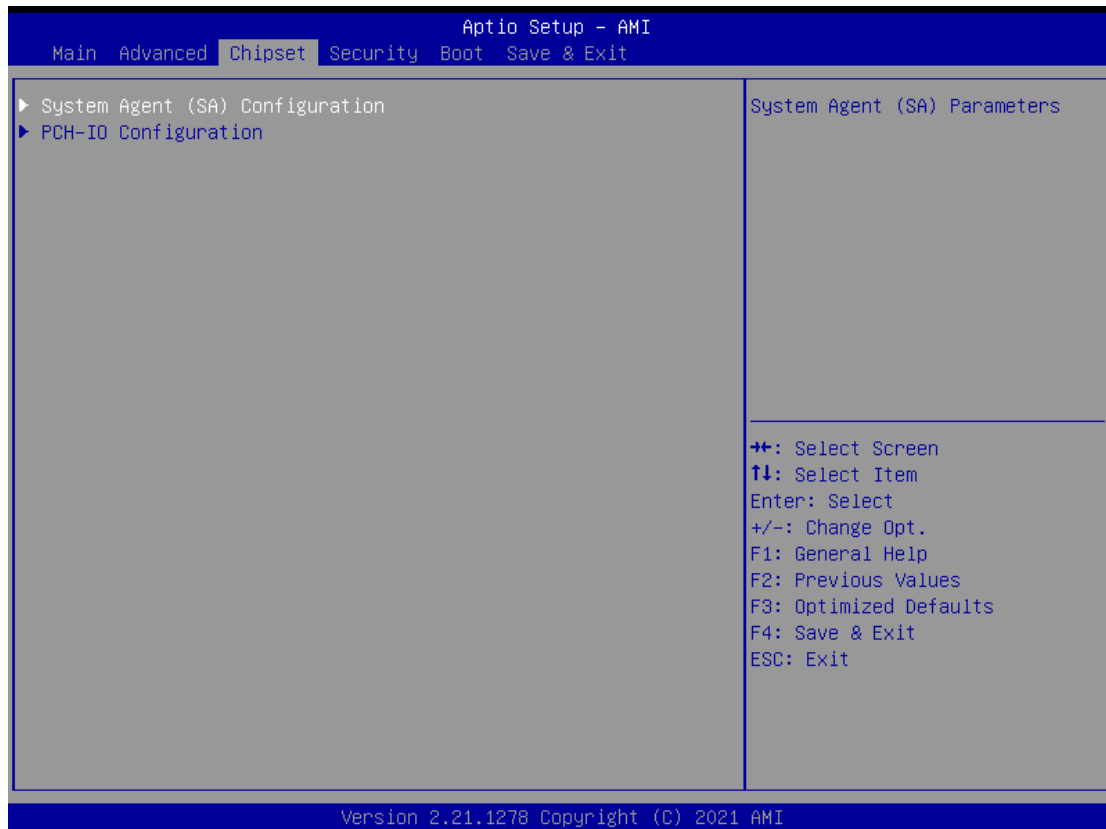 Aptio Setup – AMI
Main Advanced Chipset Security Boot Save & Exit
▶ System Agent (SA) Configuration
▶ PCH-IO Configuration
System Agent (SA) Parameters
→←: Select Screen
↑↓: Select Item
Enter: Select
+/-: Change Opt.
F1: General Help
F2: Previous Values
F3: Optimized Defaults
F4: Save & Exit
ESC: Exit
Version 2.21.1278 Copyright (C) 2021 AMI